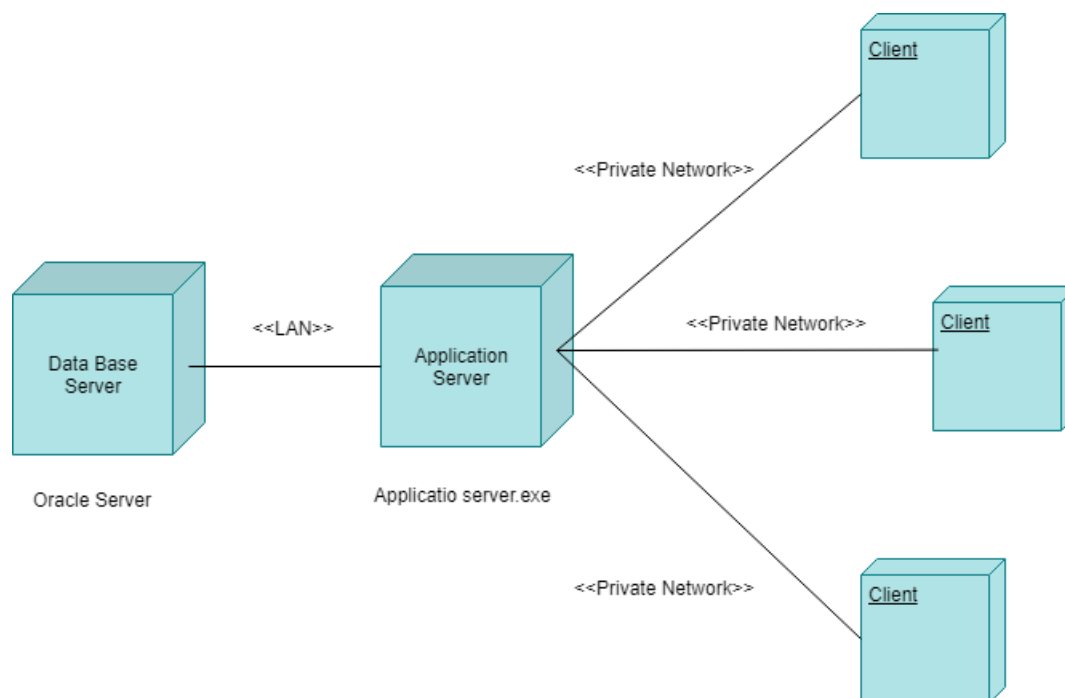 Client
<<Private Network>>
<<LAN>>
<<Private Network>>
Client
Data Base
Server
Application
Server
Oracle Server
Applicatio server.exe
<<Private Network>>
Client